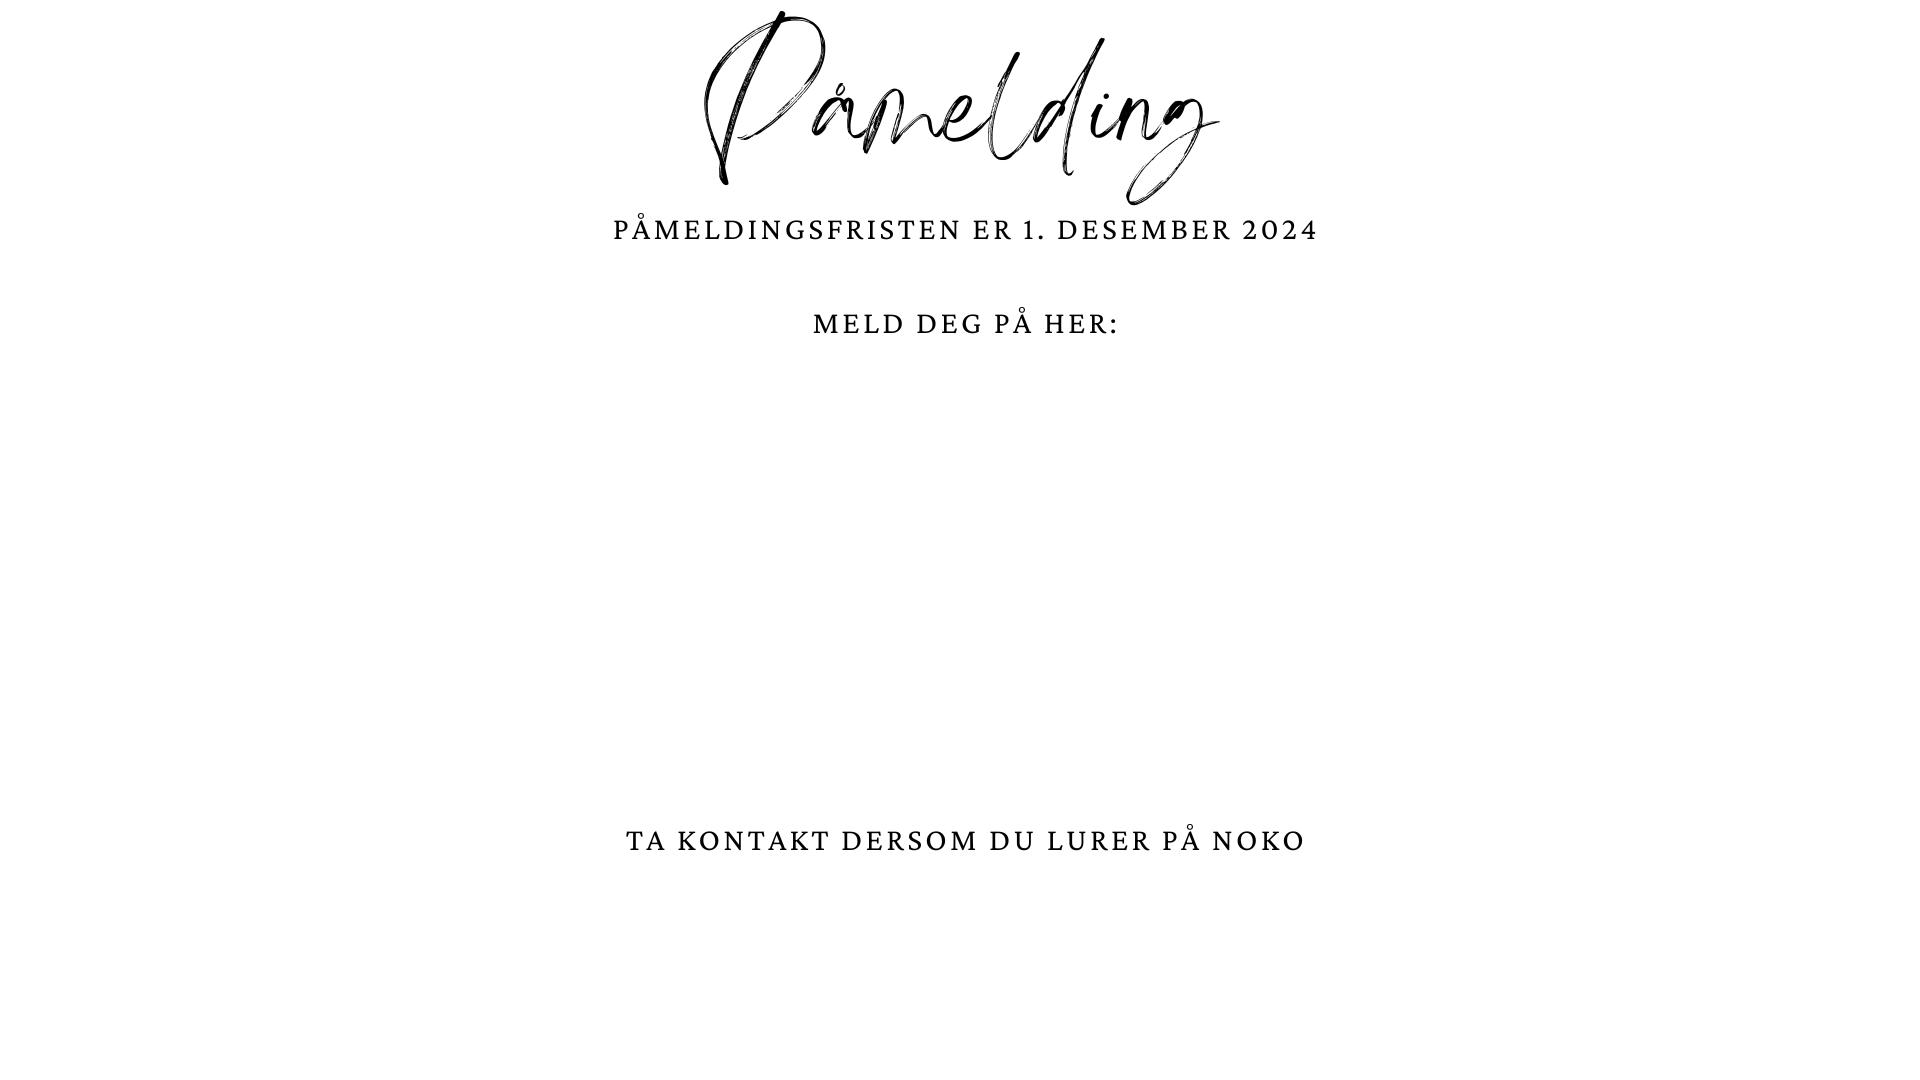 Påmelding
PÅMELDINGSFRISTEN ER 1. DESEMBER 2024
MELD DEG PÅ HER:
TA KONTAKT DERSOM DU LURER PÅ NOKO